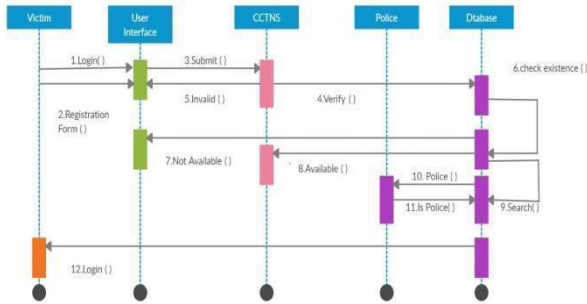 Victim
User
Interface
CCTNS
Police
Dtabase
1.Login()
3.Submit ( )
6.check existence ( )
5.Invalid ( )
4.Verify ( )
2.Registration
Form ( )
7.Not Available ( )
8.Available ( )
10. Police ( )
11.Is Police( )
9.Search()
12.Login ( )